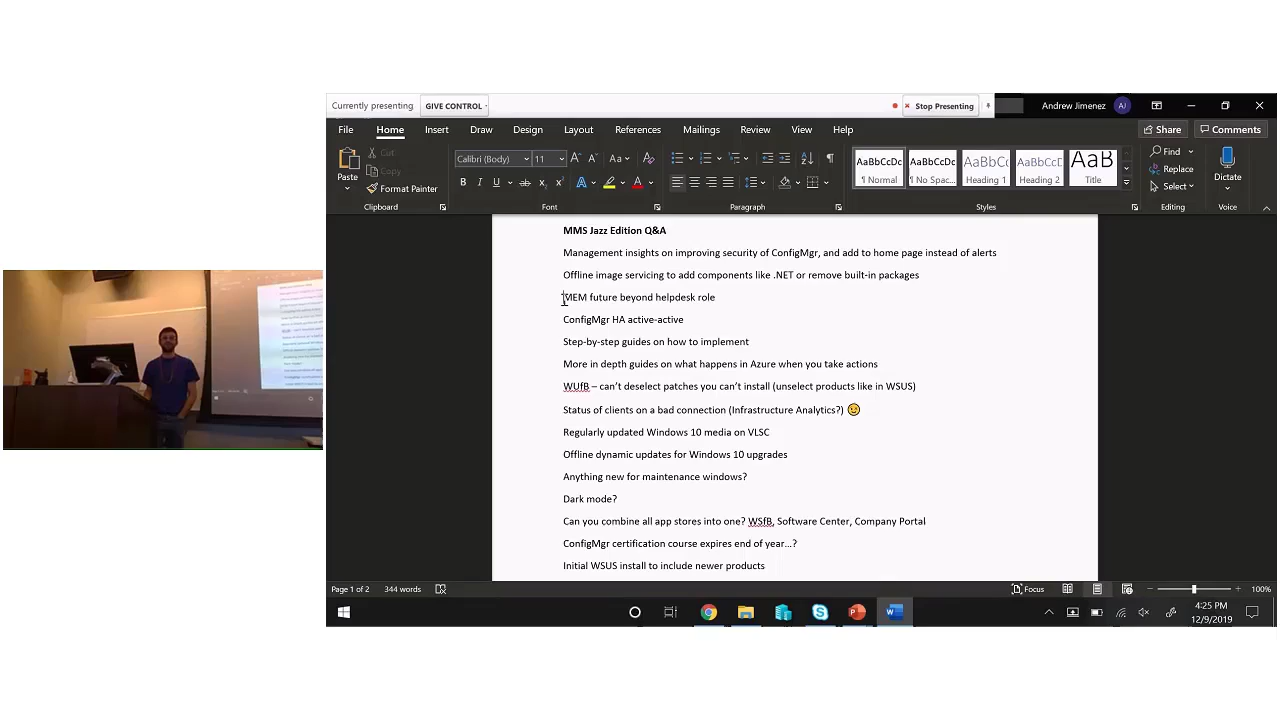 Currently presenting GIVE CONTROL Stop Presenting Andrew Jimenez AJ
File Home Insert Draw Design Layout References Mailings Review View Help Share Comments
Paste Cut Copy Format Painter
Calibri (Body) 11 Aa
B I U ab x₂ x² A A
AaBbCcDc AaBbCcDc AaBbCc AaBbCcD AaB
¶ Normal ¶ No Spac... Heading 1 Heading 2 Title
Find Replace Select Dictate
Clipboard Font Paragraph Styles Editing Voice
MMS Jazz Edition Q&A
Management insights on improving security of ConfigMgr, and add to home page instead of alerts
Offline image servicing to add components like .NET or remove built-in packages
MEM future beyond helpdesk role
ConfigMgr HA active-active
Step-by-step guides on how to implement
More in depth guides on what happens in Azure when you take actions
WUfB – can't deselect patches you can't install (unselect products like in WSUS)
Status of clients on a bad connection (Infrastructure Analytics?) 😉
Regularly updated Windows 10 media on VLSC
Offline dynamic updates for Windows 10 upgrades
Anything new for maintenance windows?
Dark mode?
Can you combine all app stores into one? WSfB, Software Center, Company Portal
ConfigMgr certification course expires end of year…?
Initial WSUS install to include newer products
Page 1 of 2 344 words Focus 100%
4:25 PM
12/9/2019